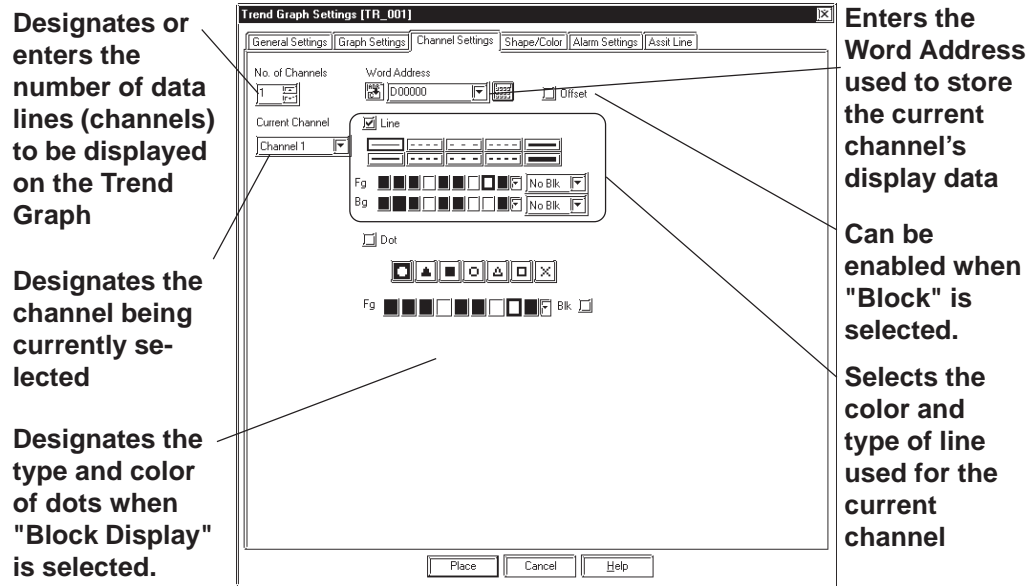 Designates or
enters the
number of data
lines (channels)
to be displayed
on the Trend
Graph
Designates the
channel being
currently se-
lected
Designates the
type and color
of dots when
"Block Display"
is selected.
Trend Graph Settings [TR_001]
General Settings Graph Settings Channel Settings Shape/Color Alarm Settings Assit Line
No. of Channels Word Address
1 D00000 Offset
Current Channel Line
Channel 1
Fg No Blk
Bg No Blk
Dot
Fg Blk
Place Cancel Help
Enters the
Word Address
used to store
the current
channel's
display data
Can be
enabled when
"Block" is
selected.
Selects the
color and
type of line
used for the
current
channel